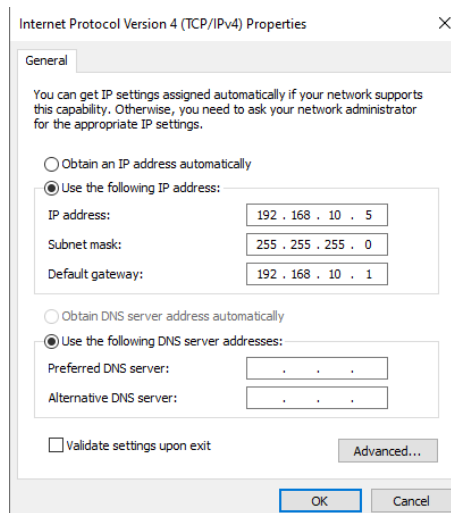 Internet Protocol Version 4 (TCP/IPv4) Properties
General
You can get IP settings assigned automatically if your network supports
this capability. Otherwise, you need to ask your network administrator
for the appropriate IP settings.
Obtain an IP address automatically
Use the following IP address:
IP address: 192 . 168 . 10 . 5
Subnet mask: 255 . 255 . 255 . 0
Default gateway: 192 . 168 . 10 . 1
Obtain DNS server address automatically
Use the following DNS server addresses:
Preferred DNS server: . . .
Alternative DNS server: . . .
Validate settings upon exit
Advanced...
OK Cancel